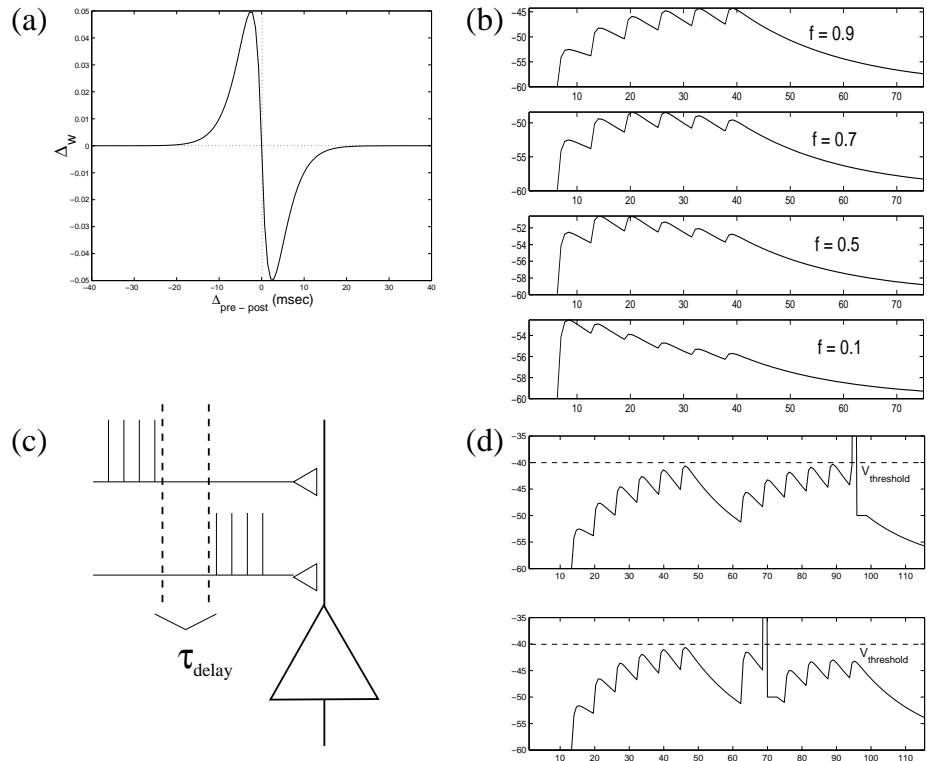 (a)
0.05
0.04
0.03
0.02
0.01
0
−0.01
−0.02
−0.03
−0.04
−0.05
Δw
−40 −30 −20 −10 0 10 20 30 40
Δpre − post (msec)
(b)
−45
−50
−55
−60
f = 0.9
10 20 30 40 50 60 70
−50
−55
−60
f = 0.7
10 20 30 40 50 60 70
−52
−54
−56
−58
−60
f = 0.5
10 20 30 40 50 60 70
−54
−56
−58
−60
f = 0.1
10 20 30 40 50 60 70
(c)
τdelay
(d)
−35
−40
−45
−50
−55
−60
Vthreshold
10 20 30 40 50 60 70 80 90 100 110
−35
−40
−45
−50
−55
−60
Vthreshold
10 20 30 40 50 60 70 80 90 100 110